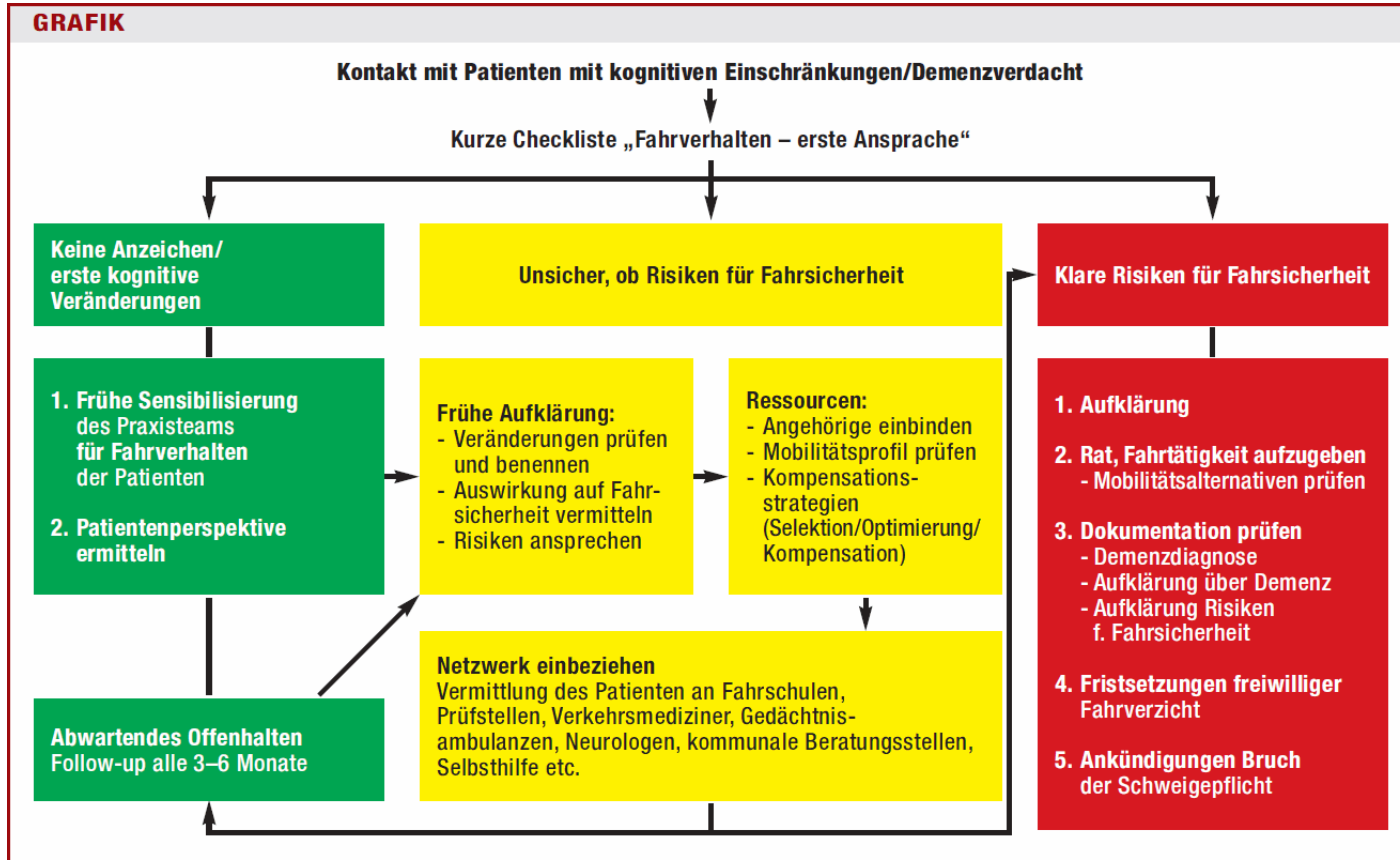 GRAFIK
Kontakt mit Patienten mit kognitiven Einschränkungen/Demenzverdacht
Kurze Checkliste „Fahrverhalten – erste Ansprache“
Keine Anzeichen/
erste kognitive
Veränderungen
Unsicher, ob Risiken für Fahrsicherheit
Klare Risiken für Fahrsicherheit
1. Frühe Sensibilisierung
des Praxisteams
für Fahrverhalten
der Patienten
2. Patientenperspektive
ermitteln
Frühe Aufklärung:
- Veränderungen prüfen
und benennen
- Auswirkung auf Fahr-
sicherheit vermitteln
- Risiken ansprechen
Ressourcen:
- Angehörige einbinden
- Mobilitätsprofil prüfen
- Kompensations-
strategien
(Selektion/Optimierung/
Kompensation)
1. Aufklärung
2. Rat, Fahrtätigkeit aufzugeben
- Mobilitätsalternativen prüfen
3. Dokumentation prüfen
- Demenzdiagnose
- Aufklärung über Demenz
- Aufklärung Risiken
f. Fahrsicherheit
4. Fristsetzungen freiwilliger
Fahrverzicht
5. Ankündigungen Bruch
der Schweigepflicht
Abwartendes Offenhalten
Follow-up alle 3–6 Monate
Netzwerk einbeziehen
Vermittlung des Patienten an Fahrschulen,
Prüfstellen, Verkehrsmediziner, Gedächtnis-
ambulanzen, Neurologen, kommunale Beratungsstellen,
Selbsthilfe etc.